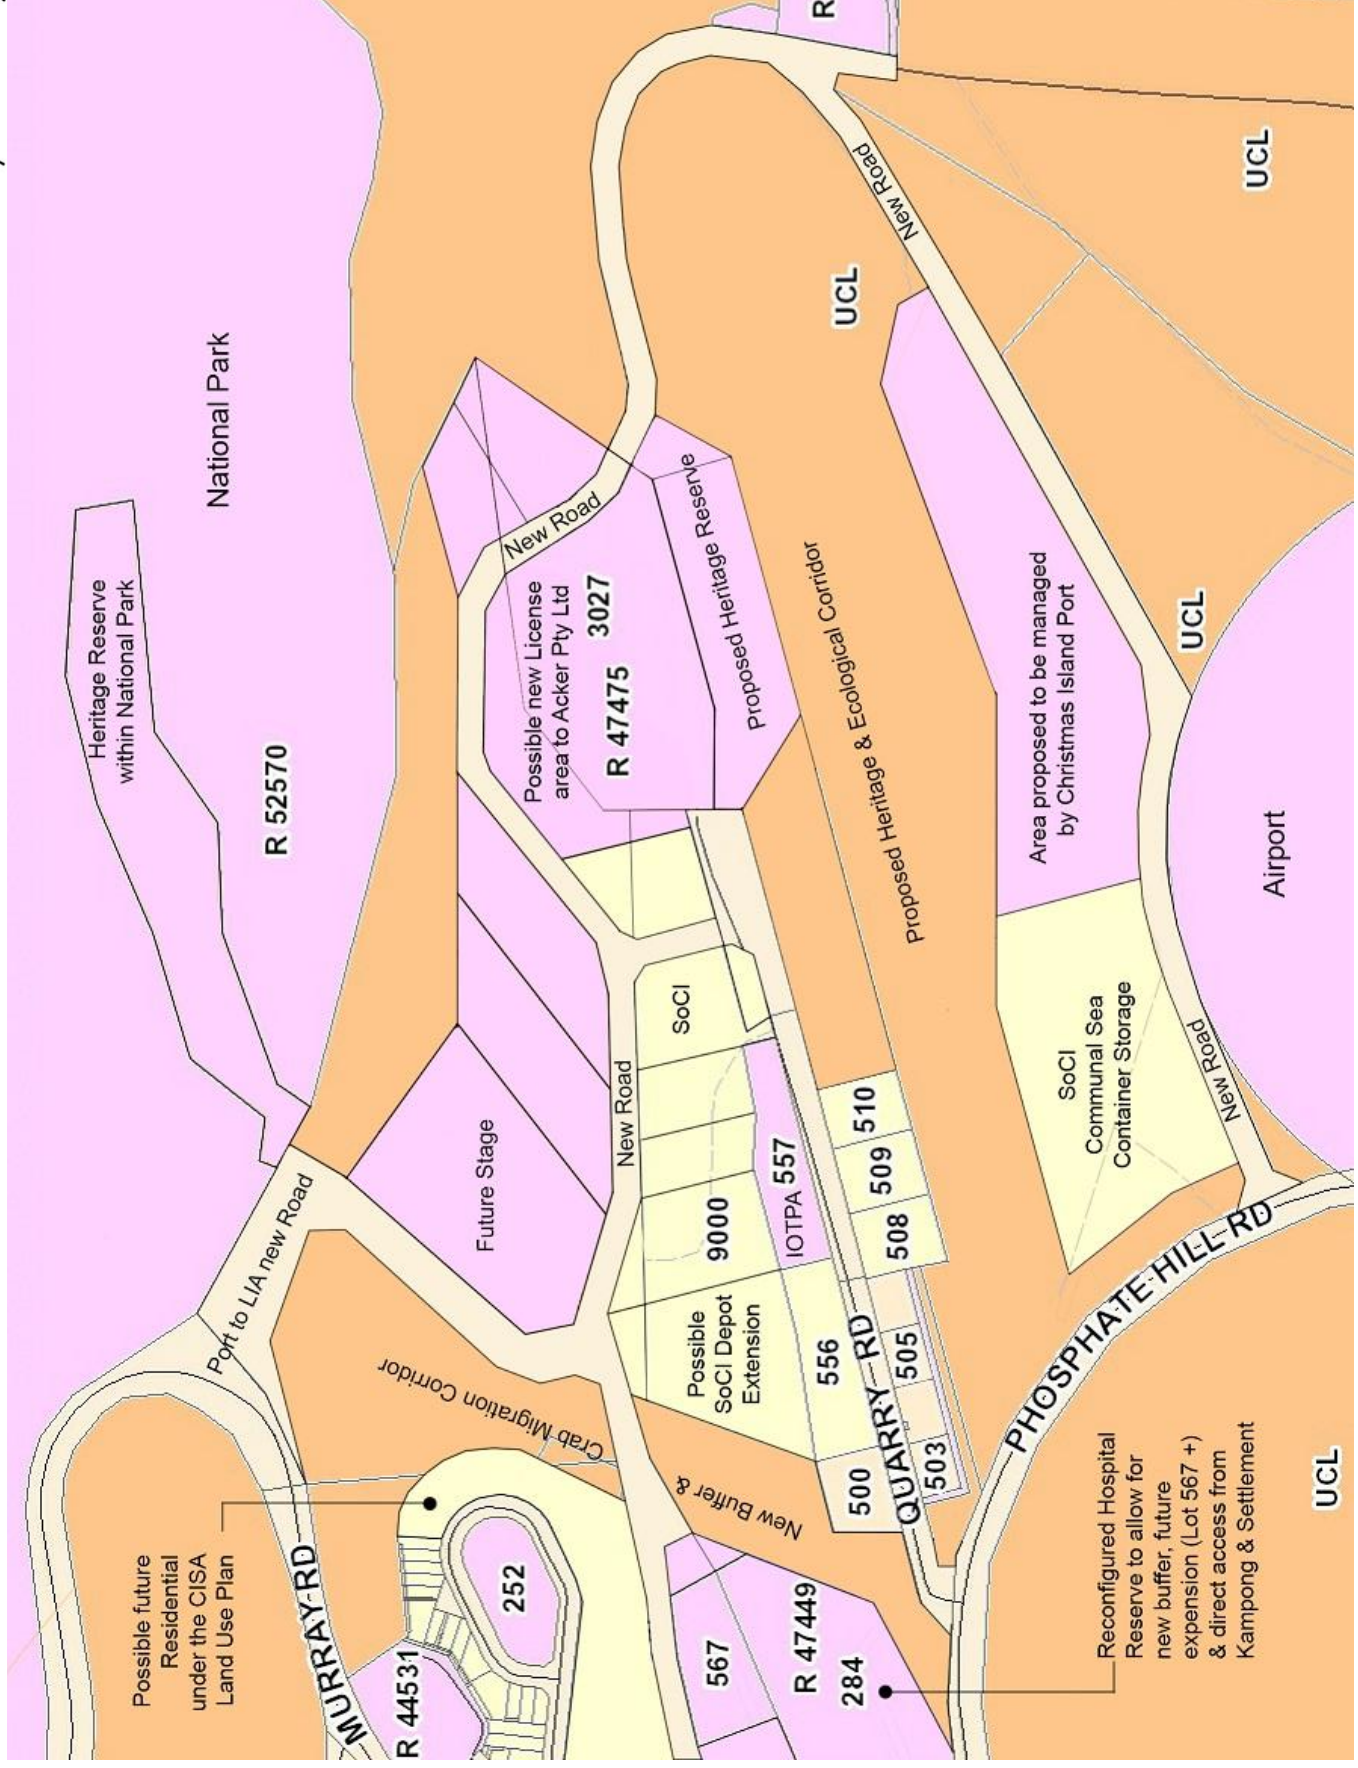 National Park
Heritage Reserve
within National Park
R 52570
Port to LIA new Road
Possible future
Residential
under the CISA
Land Use Plan
MURRAY RD
R 44531
252
Crab Migration Corridor
New Buffer &
Future Stage
New Road
New Road
Possible new License
area to Acker Pty Ltd
R 47475
3027
Proposed Heritage Reserve
Proposed Heritage & Ecological Corridor
SoCI
9000
IOTPA
557
Possible
SoCI Depot
Extension
556
500
QUARRY RD
503
505
508
509
510
567
R 47449
284
Reconfigured Hospital
Reserve to allow for
new buffer, future
expension (Lot 567 +)
& direct access from
Kampong & Settlement
PHOSPHATE HILL RD
SoCI
Communal Sea
Container Storage
Area proposed to be managed
by Christmas Island Port
New Road
New Road
Airport
UCL
UCL
UCL
UCL
R